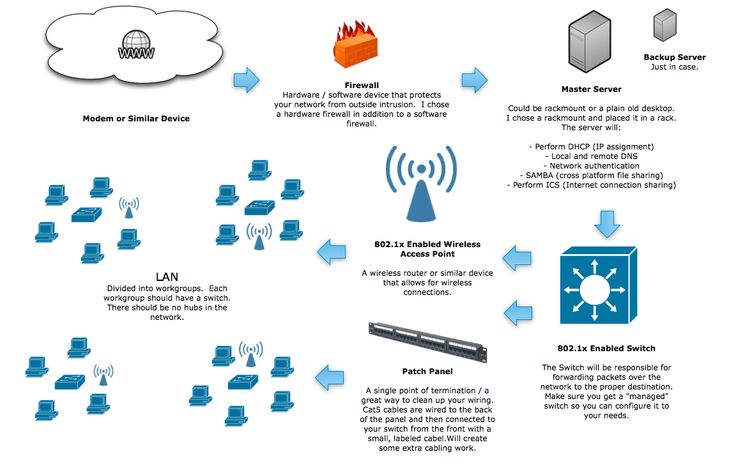 WWW
Modem or Similar Device
Firewall
Hardware / software device that protects
your network from outside intrusion.  I chose
a hardware firewall in addition to a software
firewall.
Master Server
Could be rackmount or a plain old desktop.
I chose a rackmount and placed it in a rack.
The server will:
- Perform DHCP (IP assignment)
- Local and remote DNS
- Network authentication
- SAMBA (cross platform file sharing)
- Perform ICS (Internet connection sharing)
Backup Server
Just in case.
802.1x Enabled Wireless
Access Point
A wireless router or similar device
that allows for wireless
connections.
LAN
Divided into workgroups.  Each
workgroup should have a switch.
There should be no hubs in the
network.
802.1x Enabled Switch
The Switch will be responsible for
forwarding packets over the
network to the proper destination.
Make sure you get a "managed"
switch so you can configure it to
your needs.
Patch Panel
A single point of termination / a
great way to clean up your wiring.
Cat5 cables are wired to the back
of the panel and then connected to
your switch from the front with a
small, labeled cabel.Will create
some extra cabling work.